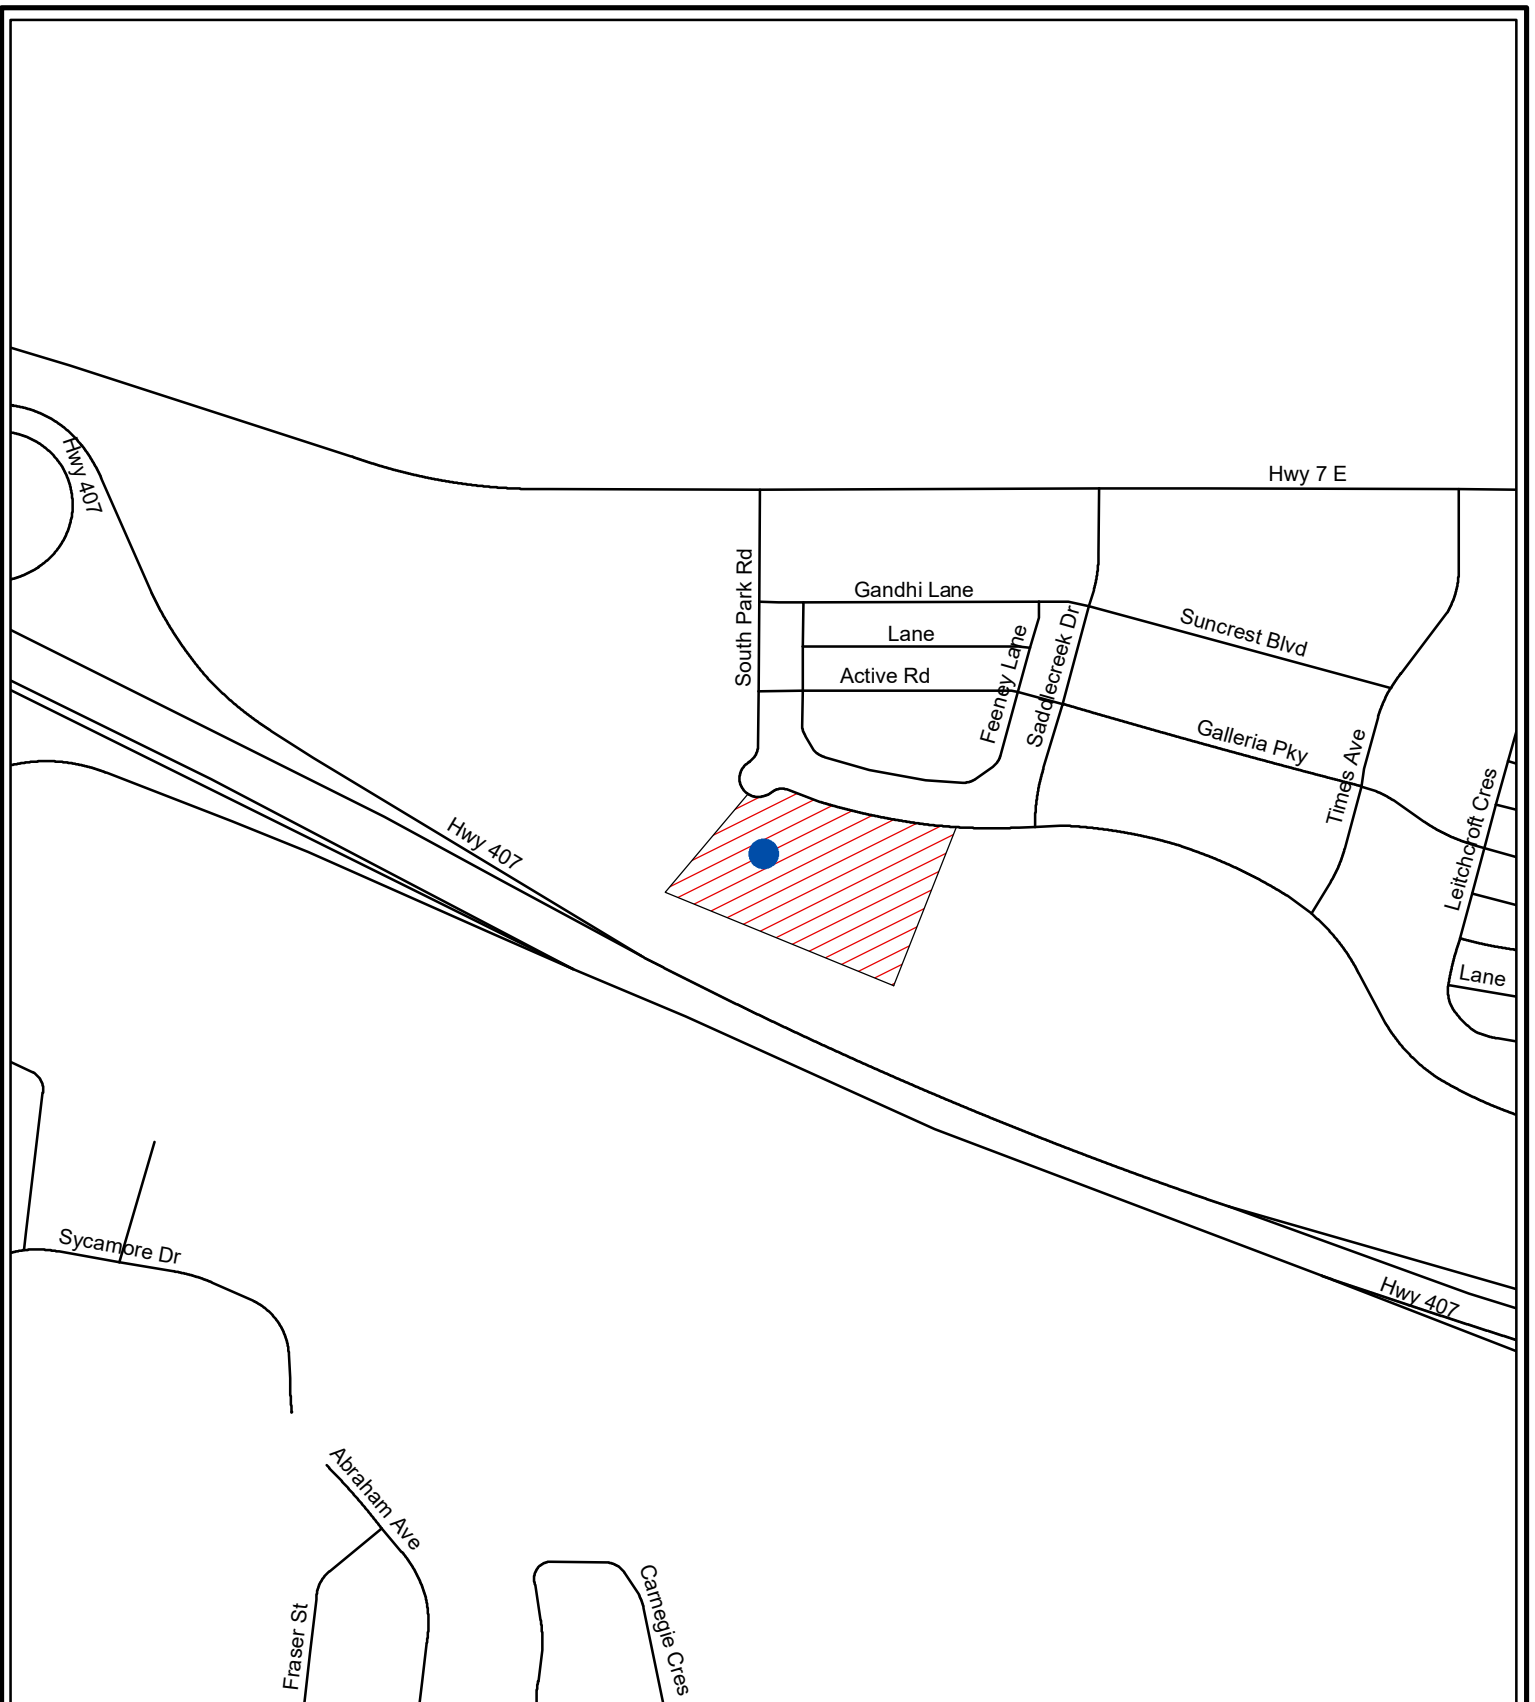 Hwy 407
Hwy 7 E
South Park Rd
Gandhi Lane
Lane
Active Rd
Feeney Lane
Saddlecreek Dr
Suncrest Blvd
Galleria Pky
Times Ave
Leitchcroft Cres
Lane
Hwy 407
Hwy 407
Sycamore Dr
Abraham Ave
Fraser St
Carnegie Cres